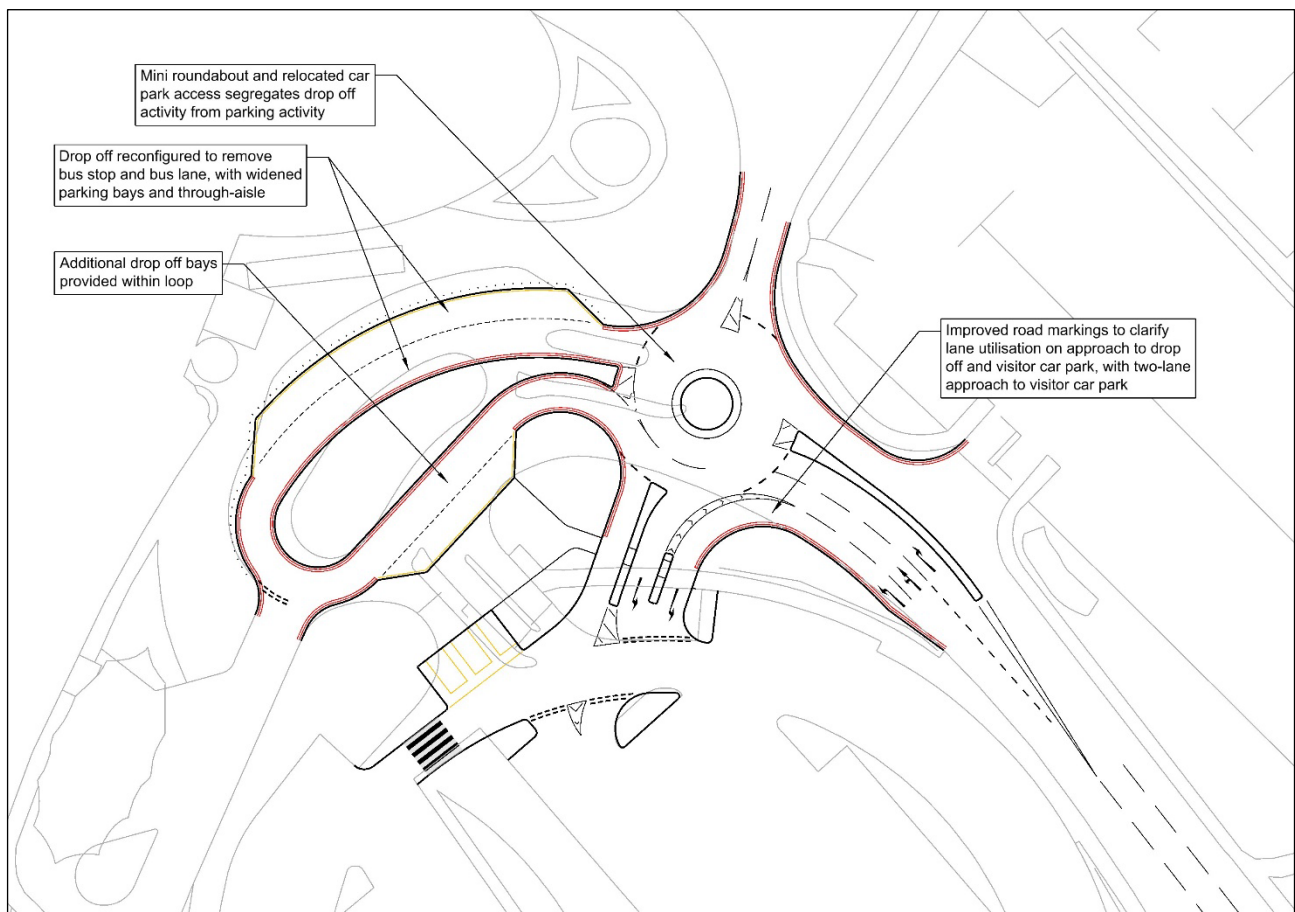 Mini roundabout and relocated car
park access segregates drop off
activity from parking activity
Drop off reconfigured to remove
bus stop and bus lane, with widened
parking bays and through-aisle
Additional drop off bays
provided within loop
Improved road markings to clarify
lane utilisation on approach to drop
off and visitor car park, with two-lane
approach to visitor car park